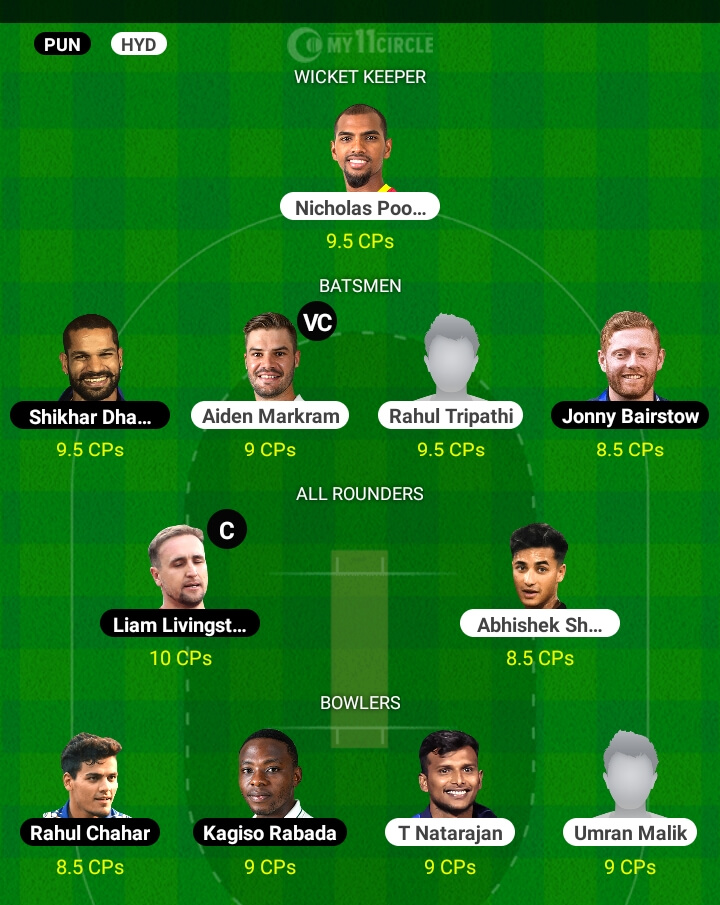 PUN HYD MY11CIRCLE
WICKET KEEPER
Nicholas Poo...
9.5 CPs
BATSMEN
VC
Shikhar Dha... Aiden Markram Rahul Tripathi Jonny Bairstow
9.5 CPs 9 CPs 9.5 CPs 8.5 CPs
ALL ROUNDERS
C
Liam Livingst... Abhishek Sh...
10 CPs 8.5 CPs
BOWLERS
Rahul Chahar Kagiso Rabada T Natarajan Umran Malik
8.5 CPs 9 CPs 9 CPs 9 CPs